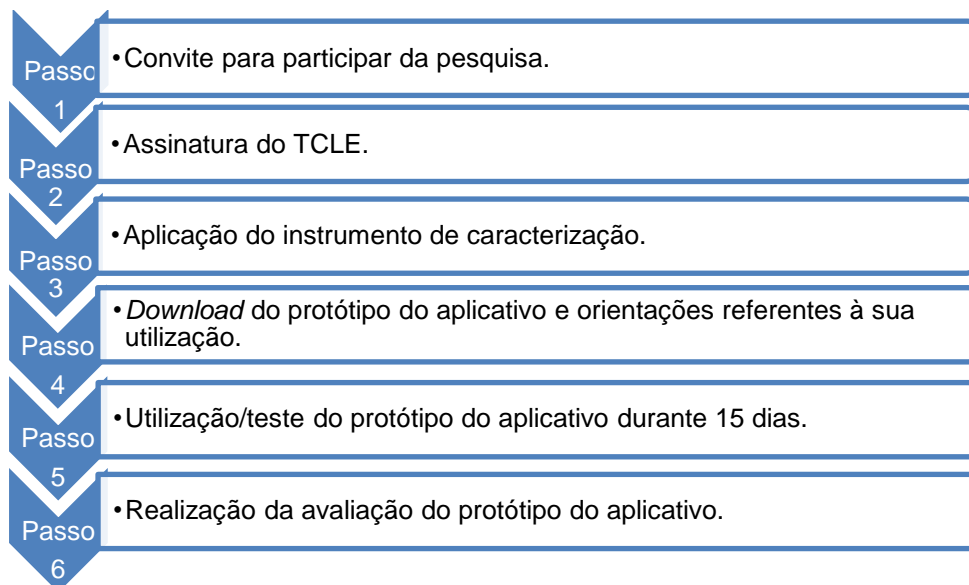 Passo
1
•Convite para participar da pesquisa.
Passo
2
•Assinatura do TCLE.
Passo
3
•Aplicação do instrumento de caracterização.
Passo
4
•Download do protótipo do aplicativo e orientações referentes à sua
utilização.
Passo
5
•Utilização/teste do protótipo do aplicativo durante 15 dias.
Passo
6
•Realização da avaliação do protótipo do aplicativo.